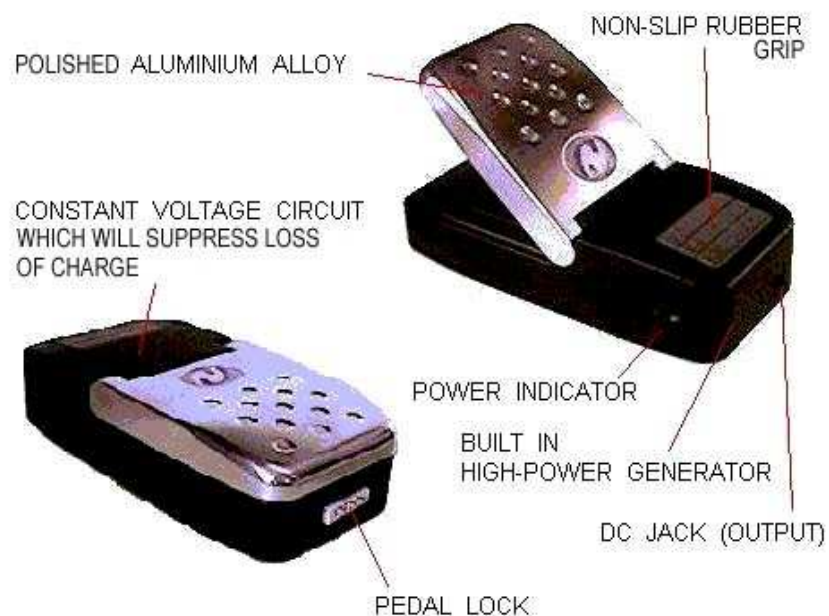 NON-SLIP RUBBER
GRIP
POLISHED ALUMINIUM ALLOY
CONSTANT VOLTAGE CIRCUIT
WHICH WILL SUPPRESS LOSS
OF CHARGE
POWER INDICATOR
BUILT IN
HIGH-POWER GENERATOR
DC JACK (OUTPUT)
PEDAL LOCK